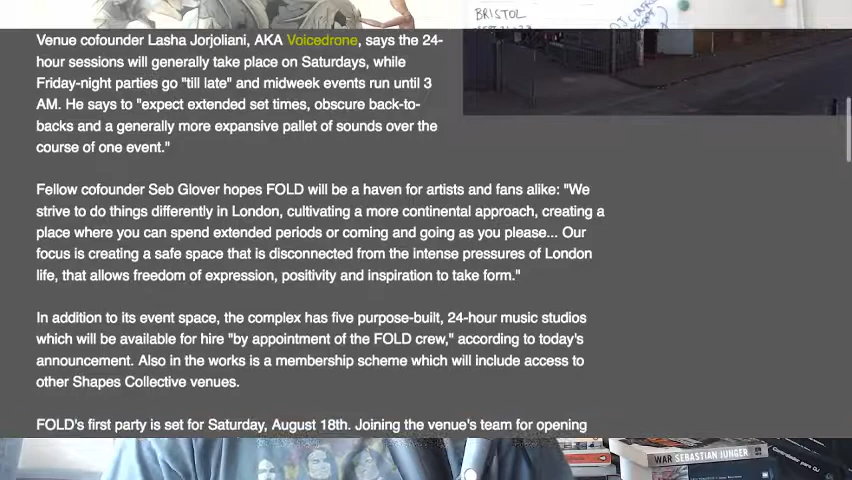 BRISTOL
Venue cofounder Lasha Jorjoliani, AKA Voicedrone, says the 24-
hour sessions will generally take place on Saturdays, while
Friday-night parties go "till late" and midweek events run until 3
AM. He says to "expect extended set times, obscure back-to-
backs and a generally more expansive pallet of sounds over the
course of one event."
Fellow cofounder Seb Glover hopes FOLD will be a haven for artists and fans alike: "We
strive to do things differently in London, cultivating a more continental approach, creating a
place where you can spend extended periods or coming and going as you please... Our
focus is creating a safe space that is disconnected from the intense pressures of London
life, that allows freedom of expression, positivity and inspiration to take form."
In addition to its event space, the complex has five purpose-built, 24-hour music studios
which will be available for hire "by appointment of the FOLD crew," according to today's
announcement. Also in the works is a membership scheme which will include access to
other Shapes Collective venues.
FOLD's first party is set for Saturday, August 18th. Joining the venue's team for opening
WAR SEBASTIAN JUNGER